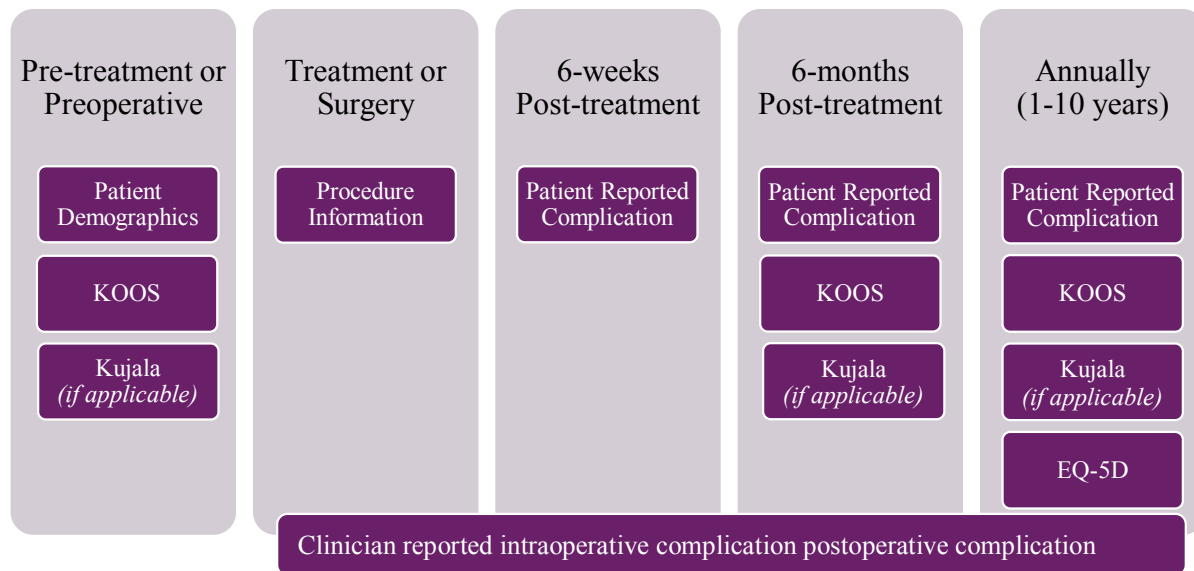 Pre-treatment or
Preoperative
Patient
Demographics
KOOS
Kujala
(if applicable)
Treatment or
Surgery
Procedure
Information
6-weeks
Post-treatment
Patient Reported
Complication
6-months
Post-treatment
Patient Reported
Complication
KOOS
Kujala
(if applicable)
Annually
(1-10 years)
Patient Reported
Complication
KOOS
Kujala
(if applicable)
EQ-5D
Clinician reported intraoperative complication postoperative complication